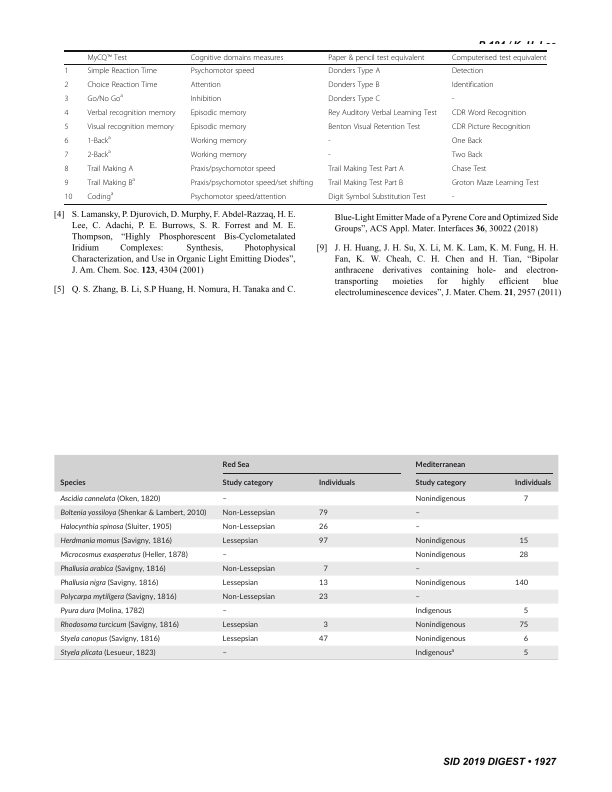 MyCQ™ Test Cognitive domains measures Paper & pencil test equivalent Computerised test equivalent
1 Simple Reaction Time Psychomotor speed Donders Type A Detection
2 Choice Reaction Time Attention Donders Type B Identification
3 Go/No Goᵃ Inhibition Donders Type C -
4 Verbal recognition memory Episodic memory Rey Auditory Verbal Learning Test CDR Word Recognition
5 Visual recognition memory Episodic memory Benton Visual Retention Test CDR Picture Recognition
6 1-Backᵃ Working memory - One Back
7 2-Backᵃ Working memory - Two Back
8 Trail Making A Praxis/psychomotor speed Trail Making Test Part A Chase Test
9 Trail Making Bᵃ Praxis/psychomotor speed/set shifting Trail Making Test Part B Groton Maze Learning Test
10 Codingᵃ Psychomotor speed/attention Digit Symbol Substitution Test -
[4] S. Lamansky, P. Djurovich, D. Murphy, F. Abdel-Razzaq, H. E.
Lee, C. Adachi, P. E. Burrows, S. R. Forrest and M. E.
Thompson, “Highly Phosphorescent Bis-Cyclometalated
Iridium Complexes: Synthesis, Photophysical
Characterization, and Use in Organic Light Emitting Diodes”,
J. Am. Chem. Soc. 123, 4304 (2001)
[5] Q. S. Zhang, B. Li, S.P Huang, H. Nomura, H. Tanaka and C.
Blue-Light Emitter Made of a Pyrene Core and Optimized Side
Groups”, ACS Appl. Mater. Interfaces 36, 30022 (2018)
[9] J. H. Huang, J. H. Su, X. Li, M. K. Lam, K. M. Fung, H. H.
Fan, K. W. Cheah, C. H. Chen and H. Tian, “Bipolar
anthracene derivatives containing hole- and electron-
transporting moieties for highly efficient blue
electroluminescence devices”, J. Mater. Chem. 21, 2957 (2011)
Red Sea Mediterranean
Species Study category Individuals Study category Individuals
Ascidia cannelata (Oken, 1820) – Nonindigenous 7
Boltenia yossiloya (Shenkar & Lambert, 2010) Non-Lessepsian 79 –
Halocynthia spinosa (Sluiter, 1905) Non-Lessepsian 26 –
Herdmania momus (Savigny, 1816) Lessepsian 97 Nonindigenous 15
Microcosmus exasperatus (Heller, 1878) – Nonindigenous 28
Phallusia arabica (Savigny, 1816) Non-Lessepsian 7 –
Phallusia nigra (Savigny, 1816) Lessepsian 13 Nonindigenous 140
Polycarpa mytiligera (Savigny, 1816) Non-Lessepsian 23 –
Pyura dura (Molina, 1782) – Indigenous 5
Rhodosoma turcicum (Savigny, 1816) Lessepsian 3 Nonindigenous 75
Styela canopus (Savigny, 1816) Lessepsian 47 Nonindigenous 6
Styela plicata (Lesueur, 1823) – Indigenousᵃ 5
SID 2019 DIGEST • 1927